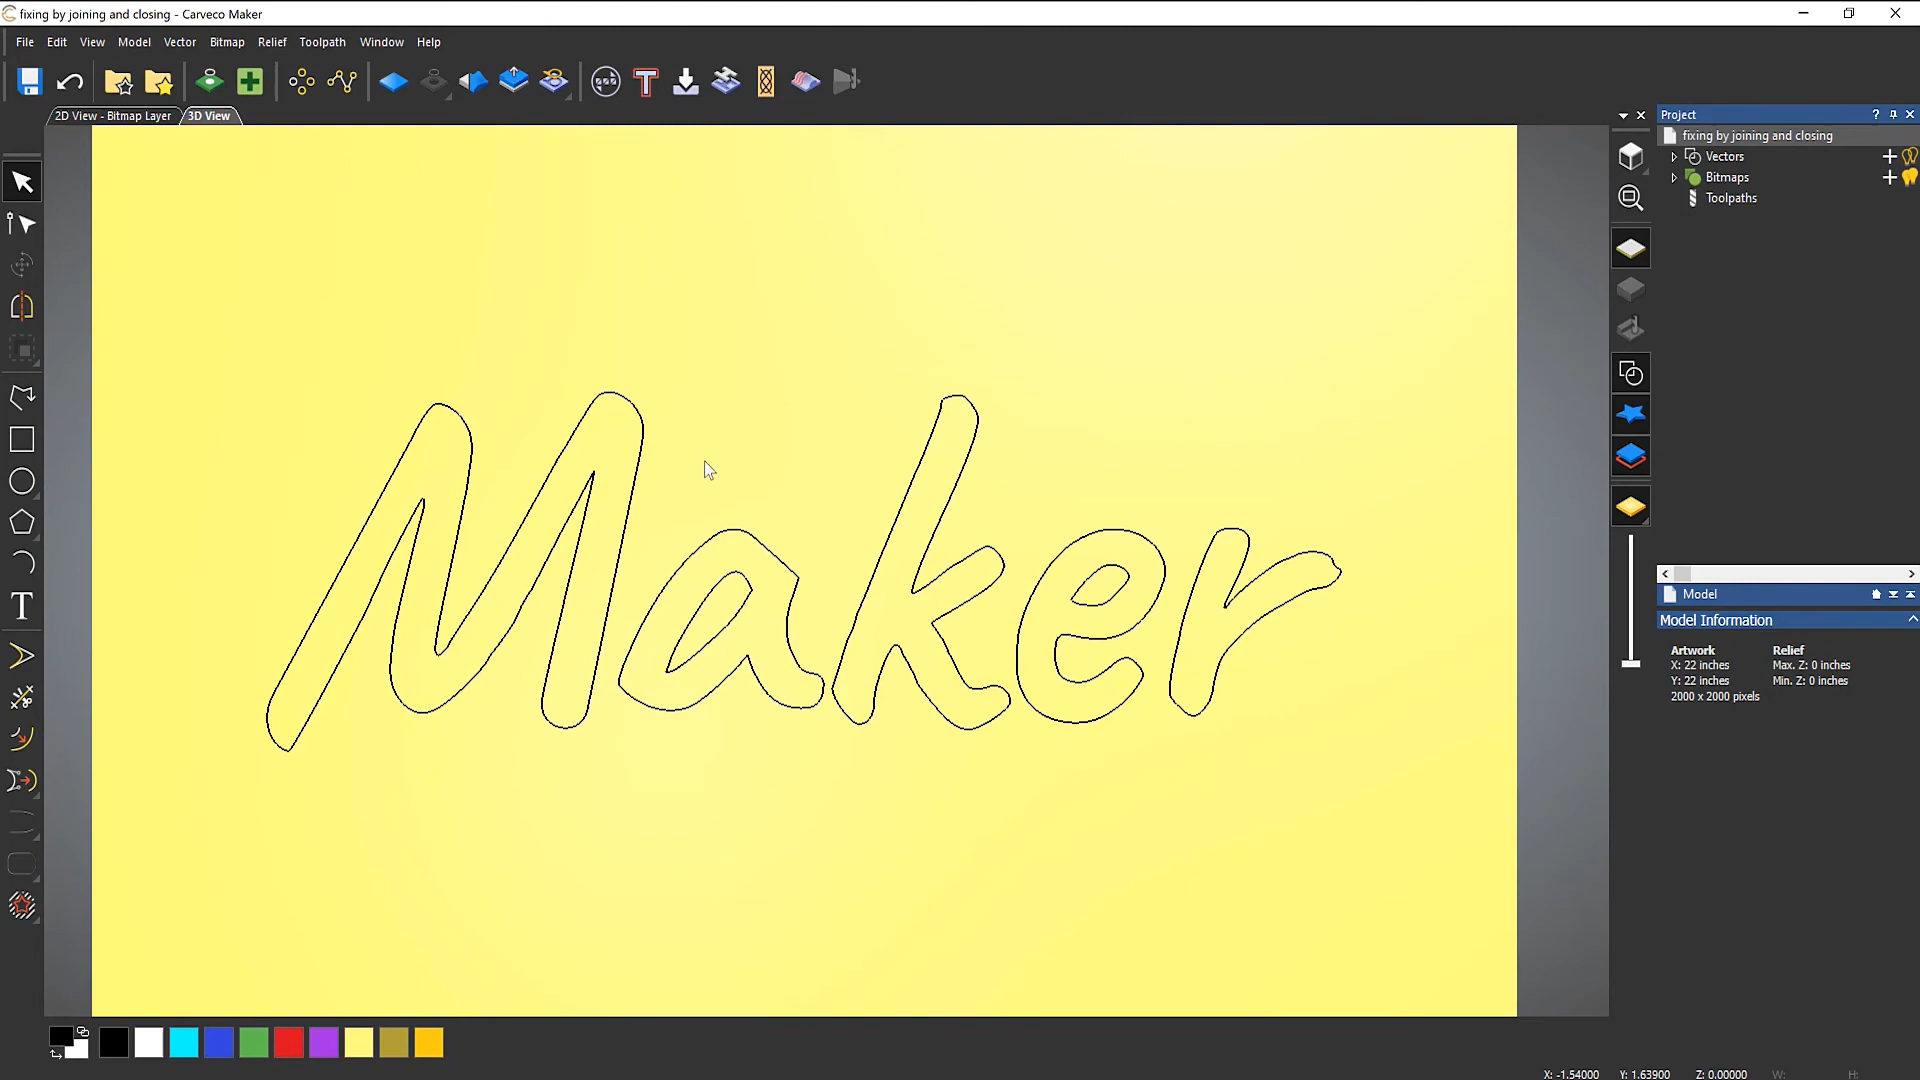 fixing by joining and closing - Carveco Maker
File Edit View Model Vector Bitmap Relief Toolpath Window Help
2D View - Bitmap Layer 3D View
Project
fixing by joining and closing
Vectors
Bitmaps
Toolpaths
Maker
Model
Model Information
Artwork Relief
X: 22 inches Max. Z: 0 inches
Y: 22 inches Min. Z: 0 inches
2000 x 2000 pixels
X: -1.54000 Y: 1.63900 Z: 0.00000 W: H: